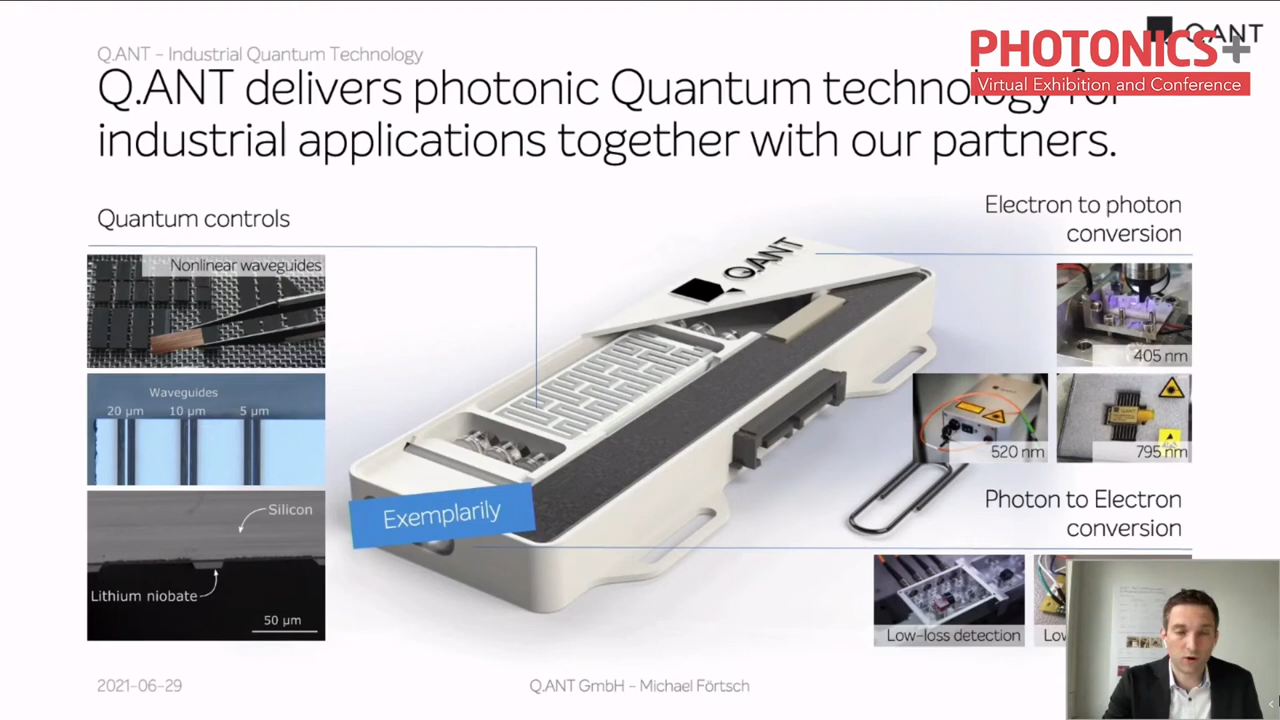 Q.ANT – Industrial Quantum Technology
Q.ANT
PHOTONICS+
Virtual Exhibition and Conference
Q.ANT delivers photonic Quantum technology for
industrial applications together with our partners.
Quantum controls
Nonlinear waveguides
Waveguides
20 µm 10 µm 5 µm
Silicon
Lithium niobate
50 µm
Q.ANT
Exemplarily
Electron to photon
conversion
405 nm
520 nm
795 nm
Photon to Electron
conversion
Low-loss detection
2021-06-29
Q.ANT GmbH – Michael Förtsch